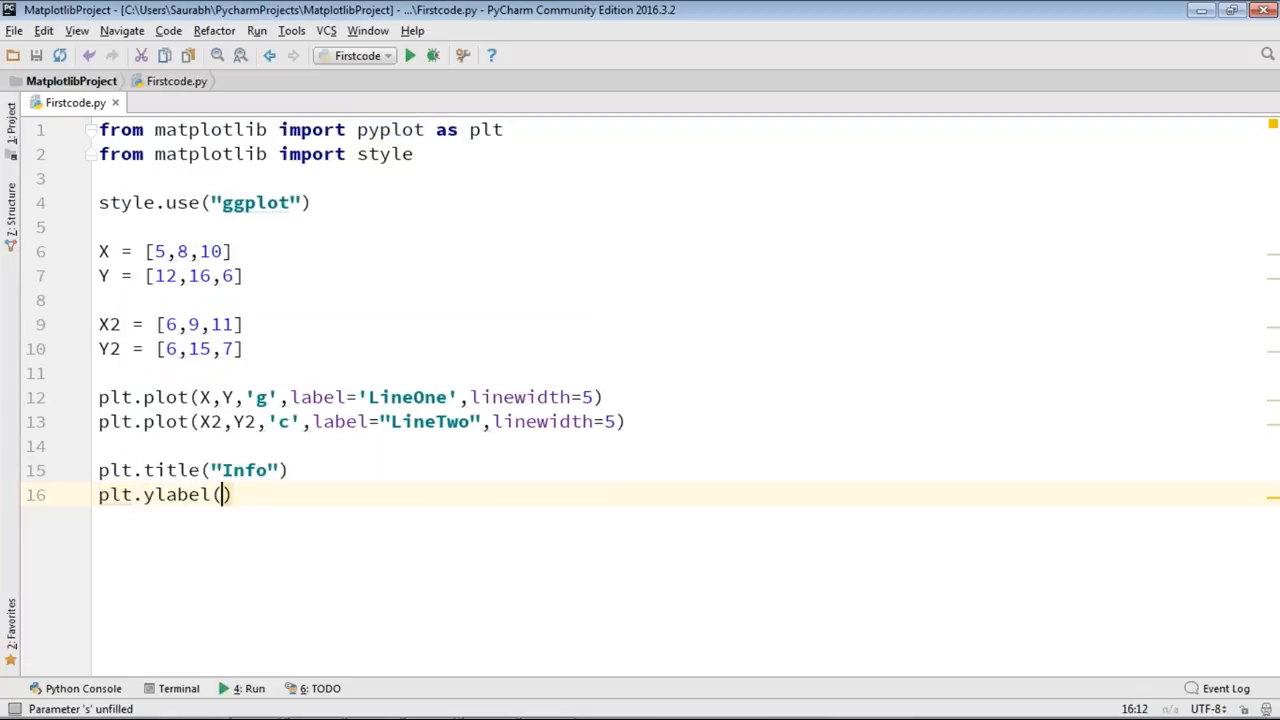 MatplotlibProject - [C:\Users\Saurabh\PycharmProjects\MatplotlibProject] - ...\Firstcode.py - PyCharm Community Edition 2016.3.2
File Edit View Navigate Code Refactor Run Tools VCS Window Help
Firstcode
MatplotlibProject Firstcode.py
Firstcode.py
1: Project
Z: Structure
2: Favorites
1 from matplotlib import pyplot as plt
2 from matplotlib import style
3
4 style.use("ggplot")
5
6 X = [5,8,10]
7 Y = [12,16,6]
8
9 X2 = [6,9,11]
10 Y2 = [6,15,7]
11
12 plt.plot(X,Y,'g',label='LineOne',linewidth=5)
13 plt.plot(X2,Y2,'c',label="LineTwo",linewidth=5)
14
15 plt.title("Info")
16 plt.ylabel()
Python Console Terminal 4: Run 6: TODO Event Log
Parameter 's' unfilled 16:12 n/a UTF-8